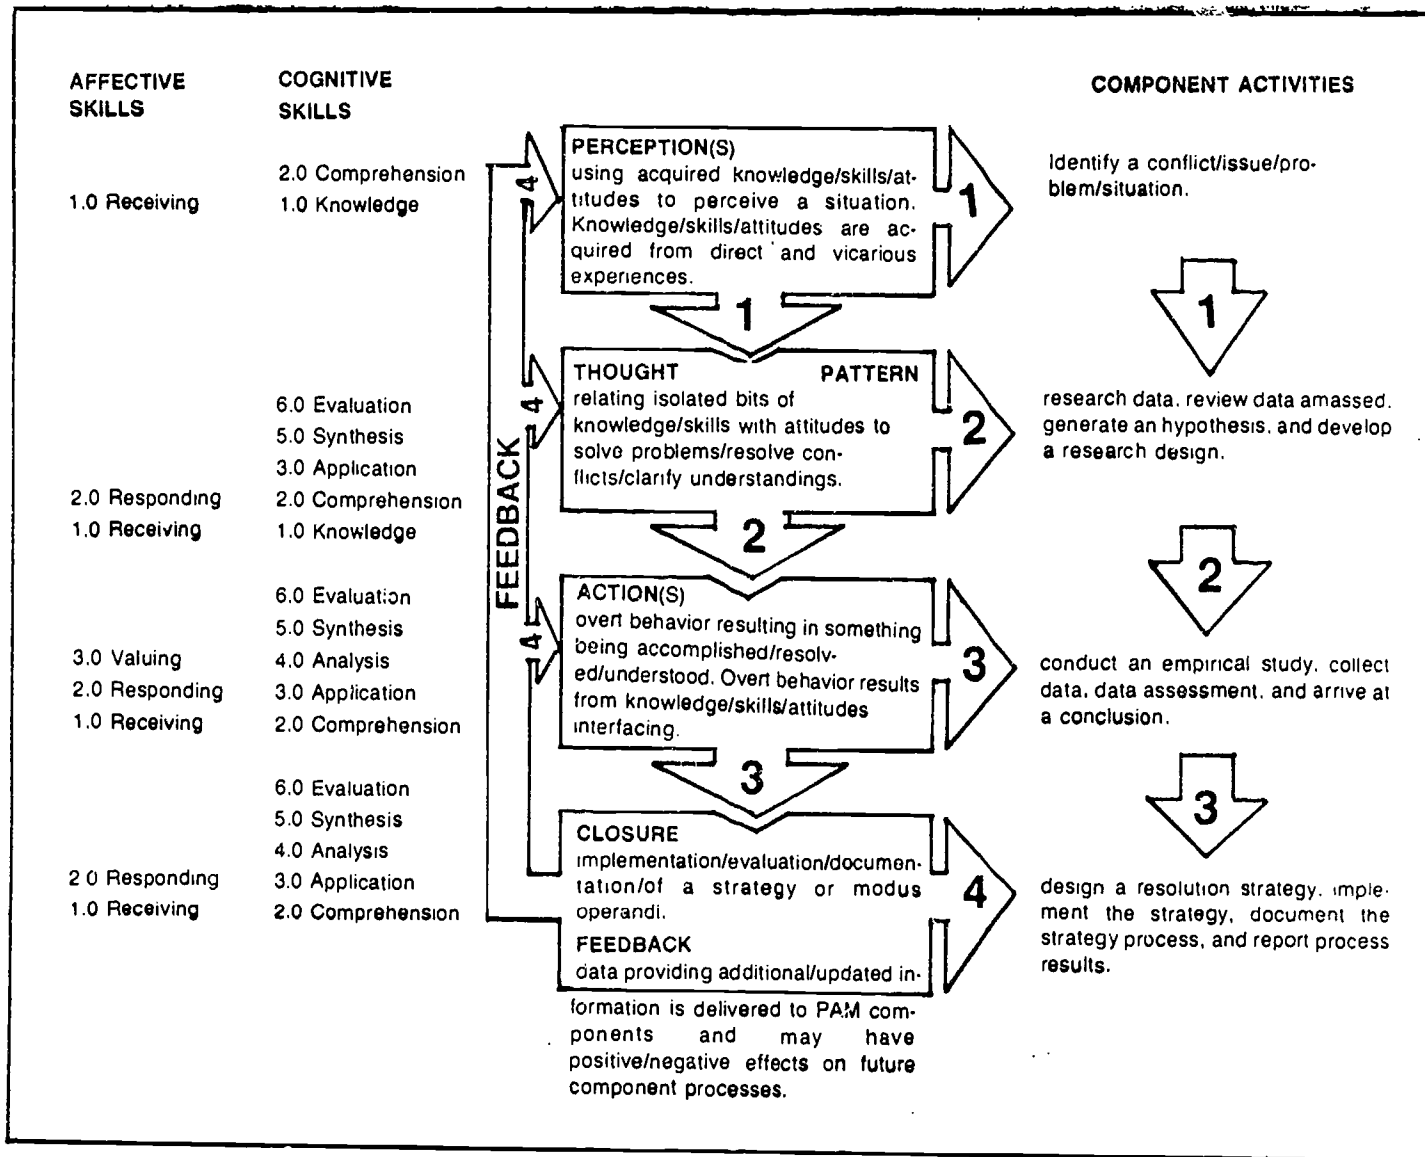 AFFECTIVE
SKILLS
COGNITIVE
SKILLS
COMPONENT ACTIVITIES
2.0 Comprehension
1.0 Receiving
1.0 Knowledge
4
PERCEPTION(S)
using acquired knowledge/skills/at-
titudes to perceive a situation.
Knowledge/skills/attitudes are ac-
quired from direct and vicarious
experiences.
1
Identify a conflict/issue/pro-
blem/situation.
1
1
6.0 Evaluation
5.0 Synthesis
3.0 Application
2.0 Responding
2.0 Comprehension
1.0 Receiving
1.0 Knowledge
FEEDBACK
4
THOUGHT PATTERN
relating isolated bits of
knowledge/skills with attitudes to
solve problems/resolve con-
flicts/clarify understandings.
2
research data, review data amassed,
generate an hypothesis, and develop
a research design.
2
2
6.0 Evaluation
5.0 Synthesis
3.0 Valuing
4.0 Analysis
2.0 Responding
3.0 Application
1.0 Receiving
2.0 Comprehension
4
ACTION(S)
overt behavior resulting in something
being accomplished/resolv-
ed/understood. Overt behavior results
from knowledge/skills/attitudes
interfacing.
3
conduct an empirical study, collect
data, data assessment, and arrive at
a conclusion.
3
3
6.0 Evaluation
5.0 Synthesis
4.0 Analysis
2 0 Responding
3.0 Application
1.0 Receiving
2.0 Comprehension
CLOSURE
implementation/evaluation/documen-
tation/of a strategy or modus
operandi.
FEEDBACK
data providing additional/updated in-
formation is delivered to PAM com-
ponents and may have
positive/negative effects on future
component processes.
4
design a resolution strategy, imple-
ment the strategy, document the
strategy process, and report process
results.